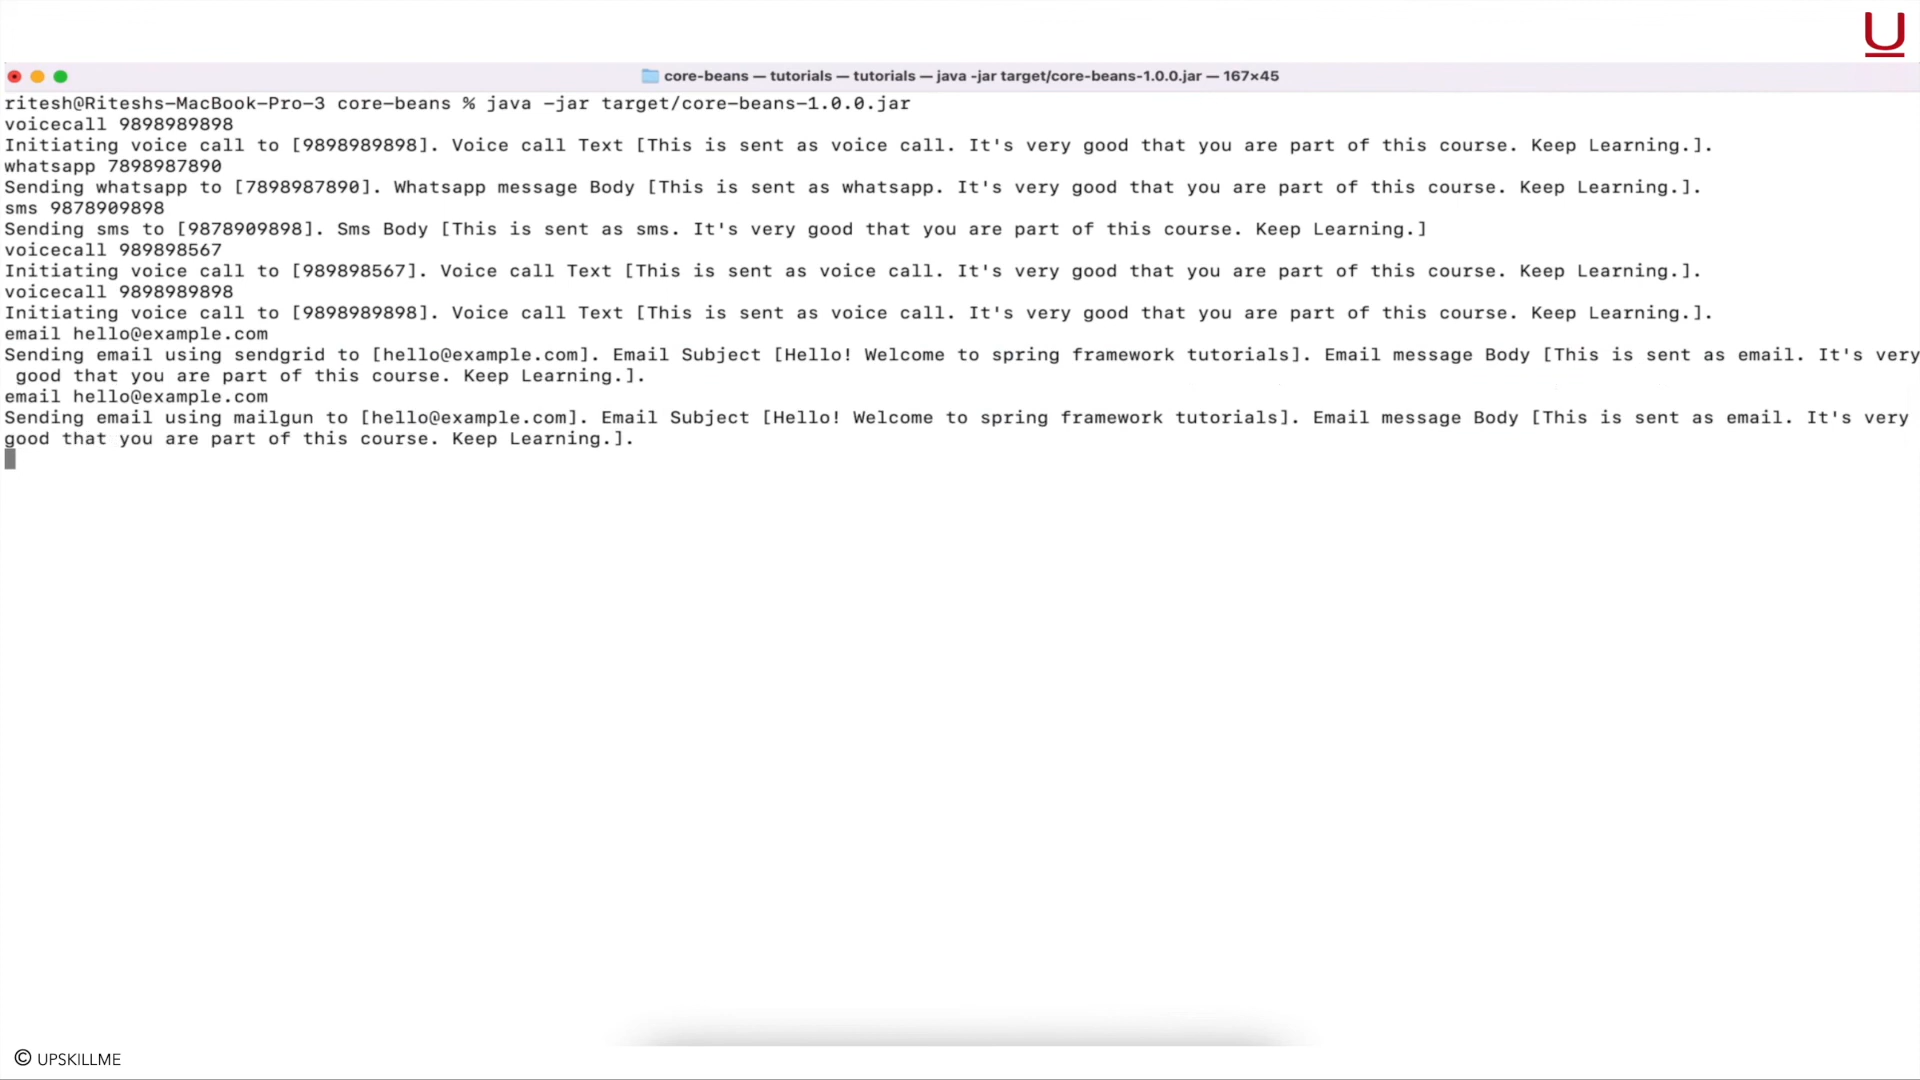 U
core-beans — tutorials — tutorials — java -jar target/core-beans-1.0.0.jar — 167×45
ritesh@Riteshs-MacBook-Pro-3 core-beans % java -jar target/core-beans-1.0.0.jar
voicecall 9898989898
Initiating voice call to [9898989898]. Voice call Text [This is sent as voice call. It's very good that you are part of this course. Keep Learning.].
whatsapp 7898987890
Sending whatsapp to [7898987890]. Whatsapp message Body [This is sent as whatsapp. It's very good that you are part of this course. Keep Learning.].
sms 9878909898
Sending sms to [9878909898]. Sms Body [This is sent as sms. It's very good that you are part of this course. Keep Learning.]
voicecall 989898567
Initiating voice call to [989898567]. Voice call Text [This is sent as voice call. It's very good that you are part of this course. Keep Learning.].
voicecall 9898989898
Initiating voice call to [9898989898]. Voice call Text [This is sent as voice call. It's very good that you are part of this course. Keep Learning.].
email hello@example.com
Sending email using sendgrid to [hello@example.com]. Email Subject [Hello! Welcome to spring framework tutorials]. Email message Body [This is sent as email. It's very
good that you are part of this course. Keep Learning.].
email hello@example.com
Sending email using mailgun to [hello@example.com]. Email Subject [Hello! Welcome to spring framework tutorials]. Email message Body [This is sent as email. It's very
good that you are part of this course. Keep Learning.].
© UPSKILLME